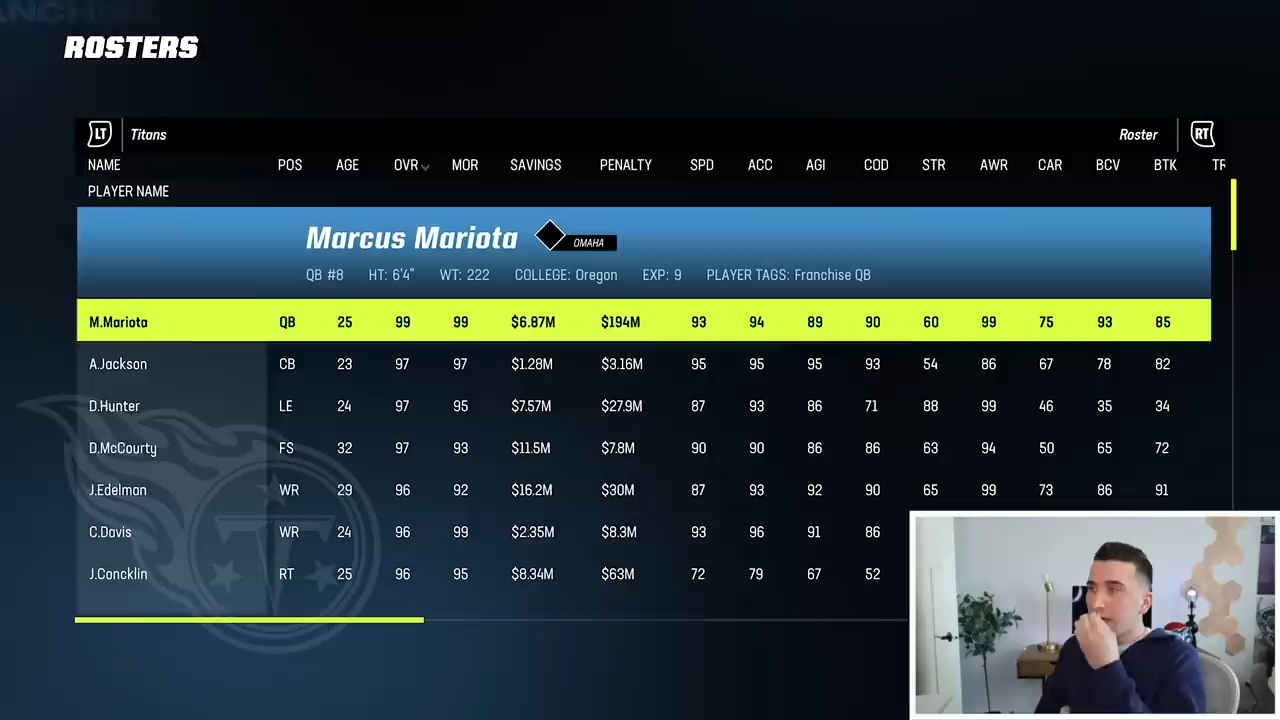 ROSTERS
LT Titans Roster RT
NAME POS AGE OVR MOR SAVINGS PENALTY SPD ACC AGI COD STR AWR CAR BCV BTK
PLAYER NAME
Marcus Mariota OMAHA
QB #8 HT: 6'4" WT: 222 COLLEGE: Oregon EXP: 9 PLAYER TAGS: Franchise QB
M.Mariota QB 25 99 99 $6.87M $194M 93 94 89 90 60 99 75 93 85
A.Jackson CB 23 97 97 $1.28M $3.16M 95 95 95 93 54 86 67 78 82
D.Hunter LE 24 97 95 $7.57M $27.9M 87 93 86 71 88 99 46 35 34
D.McCourty FS 32 97 93 $11.5M $7.8M 90 90 86 86 63 94 50 65 72
J.Edelman WR 29 96 92 $16.2M $30M 87 93 92 90 65 99 73 86 91
C.Davis WR 24 96 99 $2.35M $8.3M 93 96 91 86
J.Concklin RT 25 96 95 $8.34M $63M 72 79 67 52